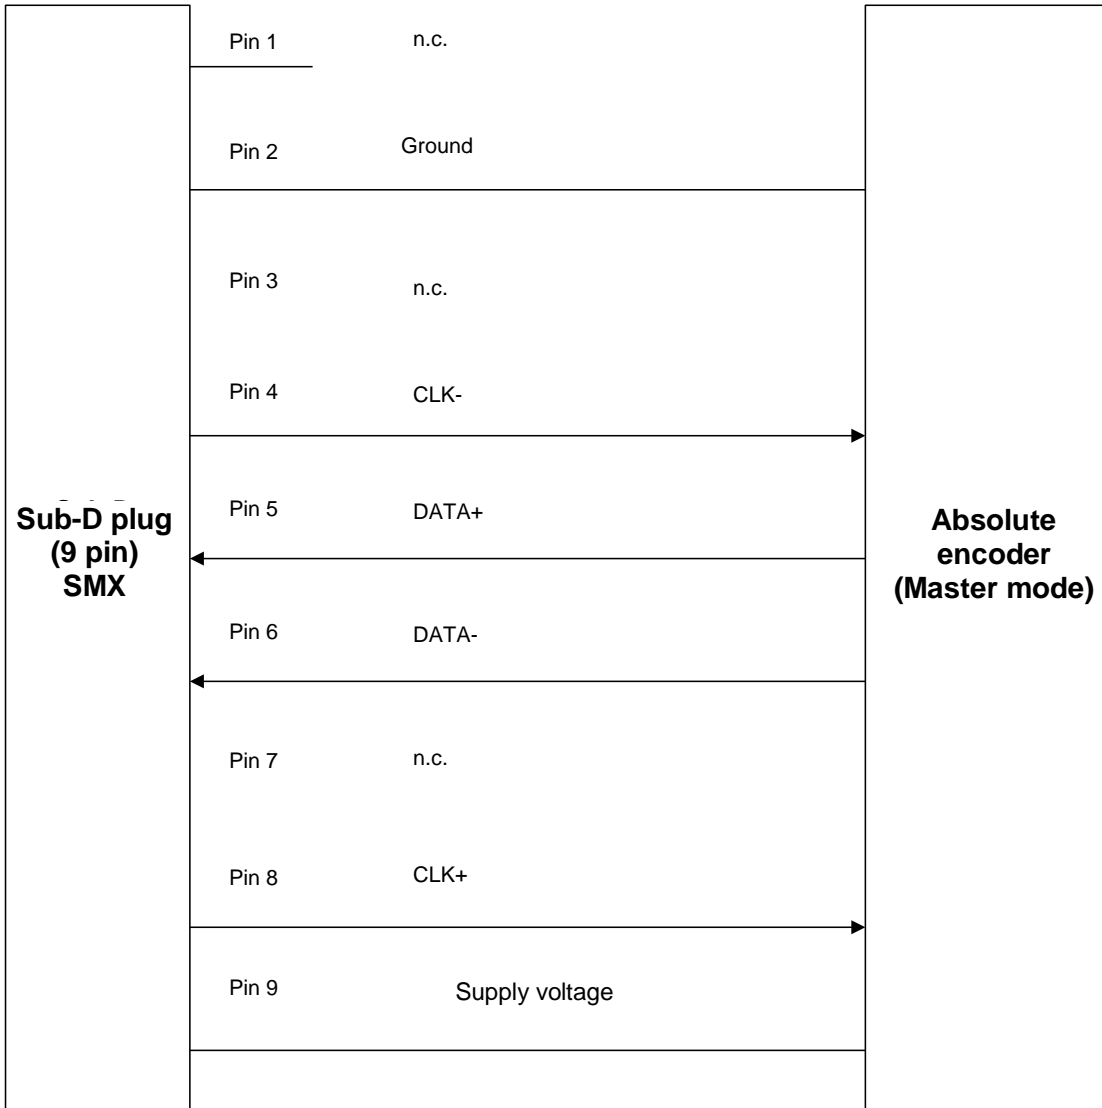 Pin 1 n.c.
Pin 2 Ground
Pin 3 n.c.
Pin 4 CLK-
Pin 5 DATA+
Sub-D plug
(9 pin)
SMX
Absolute
encoder
(Master mode)
Pin 6 DATA-
Pin 7 n.c.
Pin 8 CLK+
Pin 9 Supply voltage